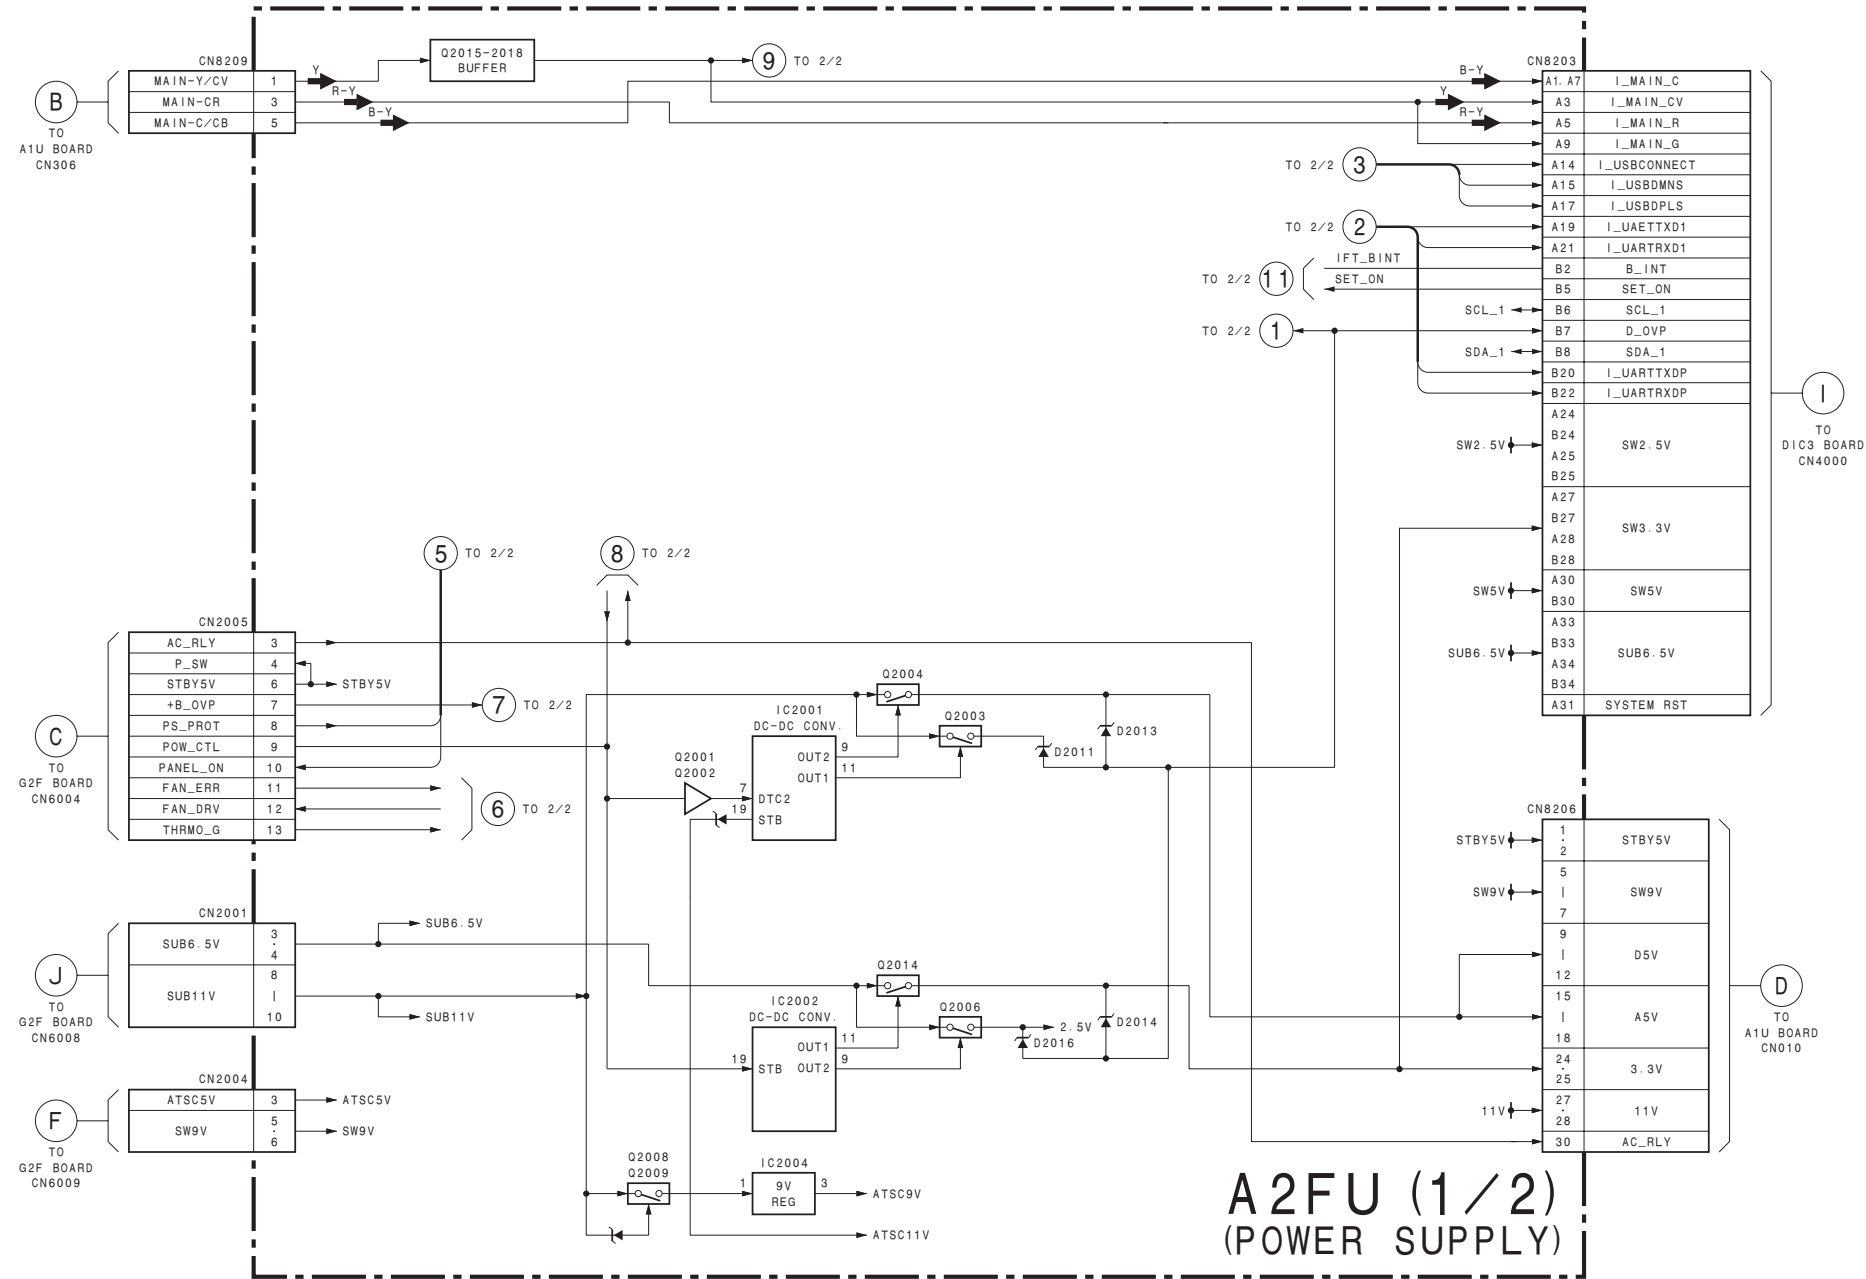 CN8209
B
TO
A1U BOARD
CN306
MAIN-Y/CV 1
MAIN-CR 3
MAIN-C/CB 5
Y
R-Y
B-Y
Q2015-2018
BUFFER
9 TO 2/2
B-Y
Y
R-Y
CN8203
A1. A7 I_MAIN_C
A3 I_MAIN_CV
A5 I_MAIN_R
A9 I_MAIN_G
A14 I_USBCONNECT
A15 I_USBDMNS
A17 I_USBDPLS
A19 I_UAETTXD1
A21 I_UARTRXD1
B2 B_INT
B5 SET_ON
B6 SCL_1
B7 D_OVP
B8 SDA_1
B20 I_UARTTXDP
B22 I_UARTRXDP
A24
B24
A25
B25
SW2.5V
A27
B27
A28
B28
SW3.3V
A30
B30
SW5V
A33
B33
A34
B34
SUB6.5V
A31 SYSTEM RST
TO 2/2 3
TO 2/2 2
TO 2/2 11
IFT_BINT
SET_ON
SCL_1
TO 2/2 1
SDA_1
SW2.5V
SW5V
SUB6.5V
I
TO
DIC3 BOARD
CN4000
5 TO 2/2
8 TO 2/2
CN2005
C
TO
G2F BOARD
CN6004
AC_RLY 3
P_SW 4
STBY5V 6
+B_OVP 7
PS_PROT 8
POW_CTL 9
PANEL_ON 10
FAN_ERR 11
FAN_DRV 12
THRMO_G 13
STBY5V
7 TO 2/2
6 TO 2/2
Q2001
Q2002
IC2001
DC-DC CONV.
OUT2 9
OUT1 11
7 DTC2
19 STB
Q2004
Q2003
D2011
D2013
CN2001
J
TO
G2F BOARD
CN6008
SUB6.5V
3
.
4
SUB11V
8
|
10
SUB6.5V
SUB11V
CN2004
F
TO
G2F BOARD
CN6009
ATSC5V 3
SW9V
5
.
6
ATSC5V
SW9V
IC2002
DC-DC CONV.
OUT1 11
19 STB OUT2 9
Q2014
Q2006
2.5V
D2016
D2014
Q2008
Q2009
IC2004
1 9V 3
REG
ATSC9V
ATSC11V
CN8206
STBY5V
1
.
2
STBY5V
SW9V
5
|
7
SW9V
9
|
12
D5V
15
|
18
A5V
24
.
25
3.3V
11V
27
.
28
11V
30 AC_RLY
D
TO
A1U BOARD
CN010
A2FU (1/2)
(POWER SUPPLY)